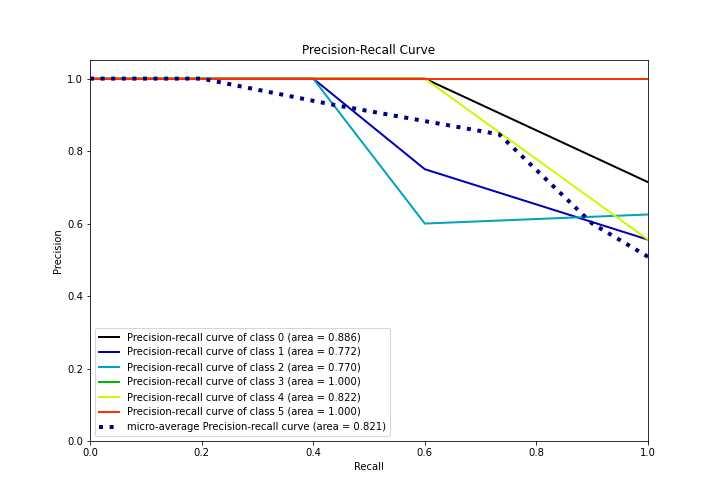 Precision-Recall Curve
1.0
0.8
0.6
0.4
0.2
0.0
Precision
Precision-recall curve of class 0 (area = 0.886)
Precision-recall curve of class 1 (area = 0.772)
Precision-recall curve of class 2 (area = 0.770)
Precision-recall curve of class 3 (area = 1.000)
Precision-recall curve of class 4 (area = 0.822)
Precision-recall curve of class 5 (area = 1.000)
micro-average Precision-recall curve (area = 0.821)
0.0 0.2 0.4 0.6 0.8 1.0
Recall